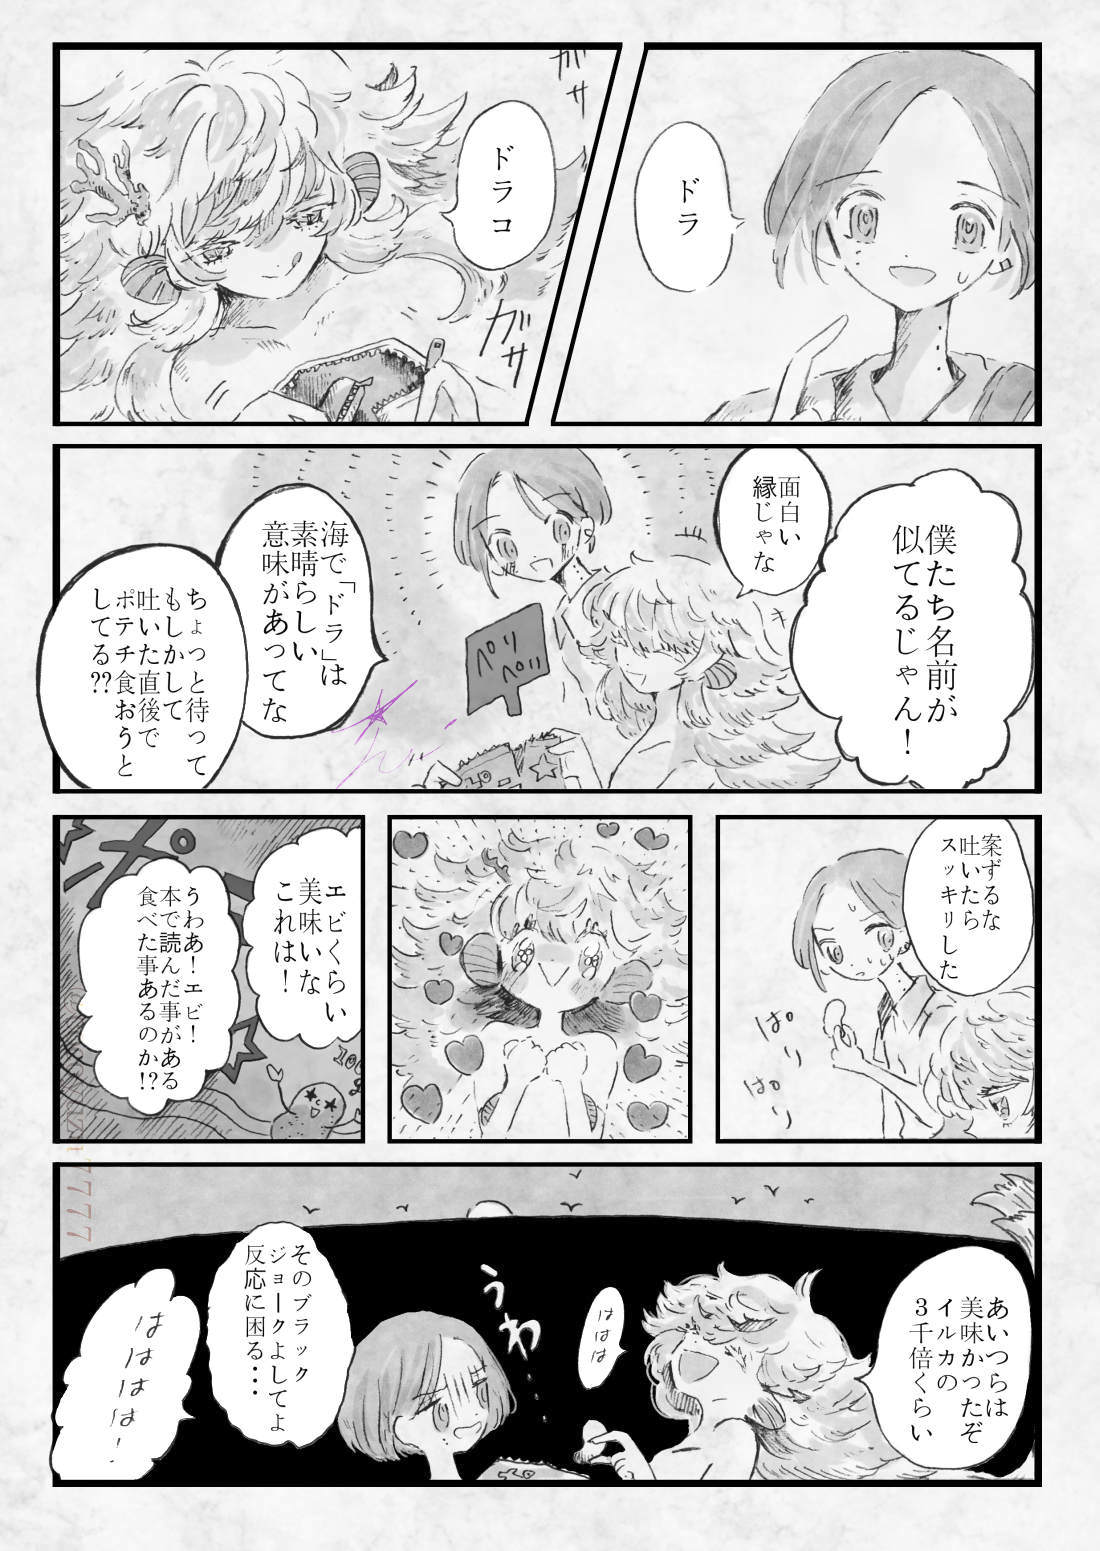 ドラ
ドラコ
ガサ
ガサ
僕たち名前が
似てるじゃん！
面白い
縁じゃな
ペリ
ペリ
海で「ドラ」は
素晴らしい
意味があってな
ちょっと待って
もしかして
吐いた直後で
ポテチ食おうと
してる??
案ずるな
吐いたら
スッキリした
ぱり
ぱり
エビくらい
美味いな
これは！
うわあ！エビ！
本で読んだ事がある
食べた事あるのか!?
あいつらは
美味かったぞ
イルカの
３千倍くらい
ははは
うわ
そのブラック
ジョークよしてよ
反応に困る・・・
はははは！
7777